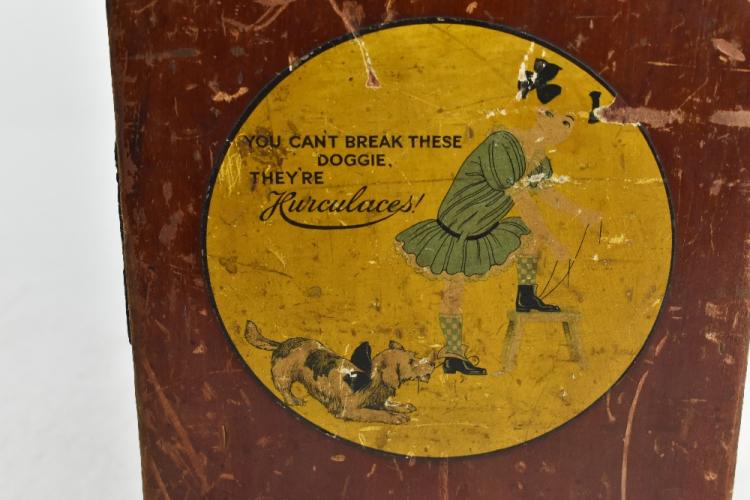 YOU CAN'T BREAK THESE
DOGGIE,
THEY'RE
Hurculaces!